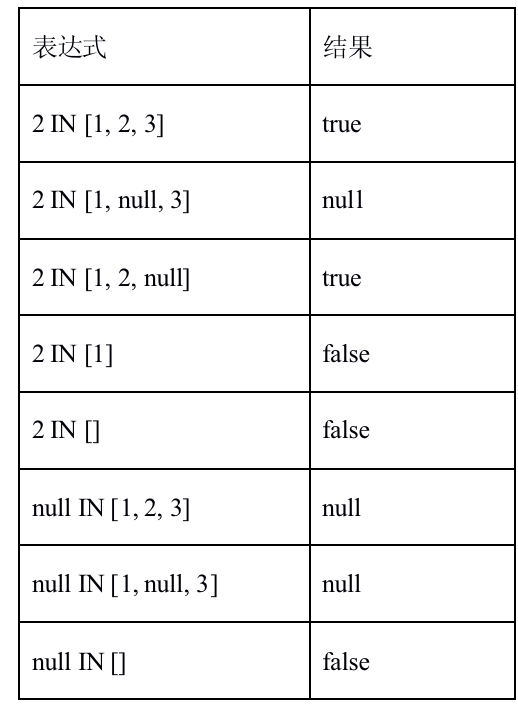 表达式 结果
2 IN [1, 2, 3] true
2 IN [1, null, 3] null
2 IN [1, 2, null] true
2 IN [1] false
2 IN [] false
null IN [1, 2, 3] null
null IN [1, null, 3] null
null IN [] false